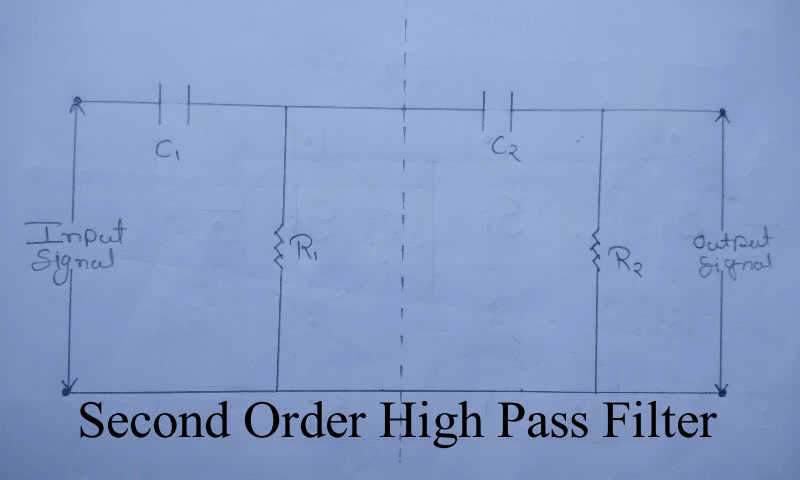 C₁
C₂
Input
Signal
R₁
R₂
Output
Signal
Second Order High Pass Filter